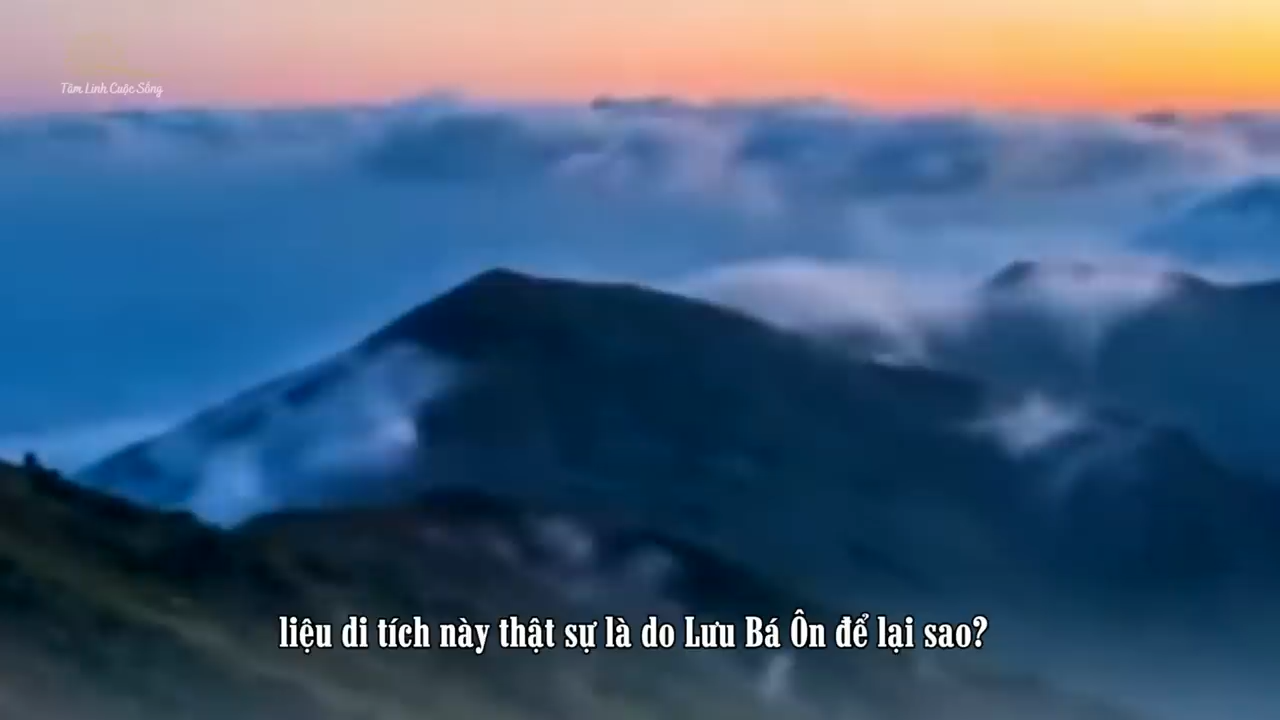 Tâm Linh Cuộc Sống
liệu di tích này thật sự là do Lưu Bá Ôn để lại sao?